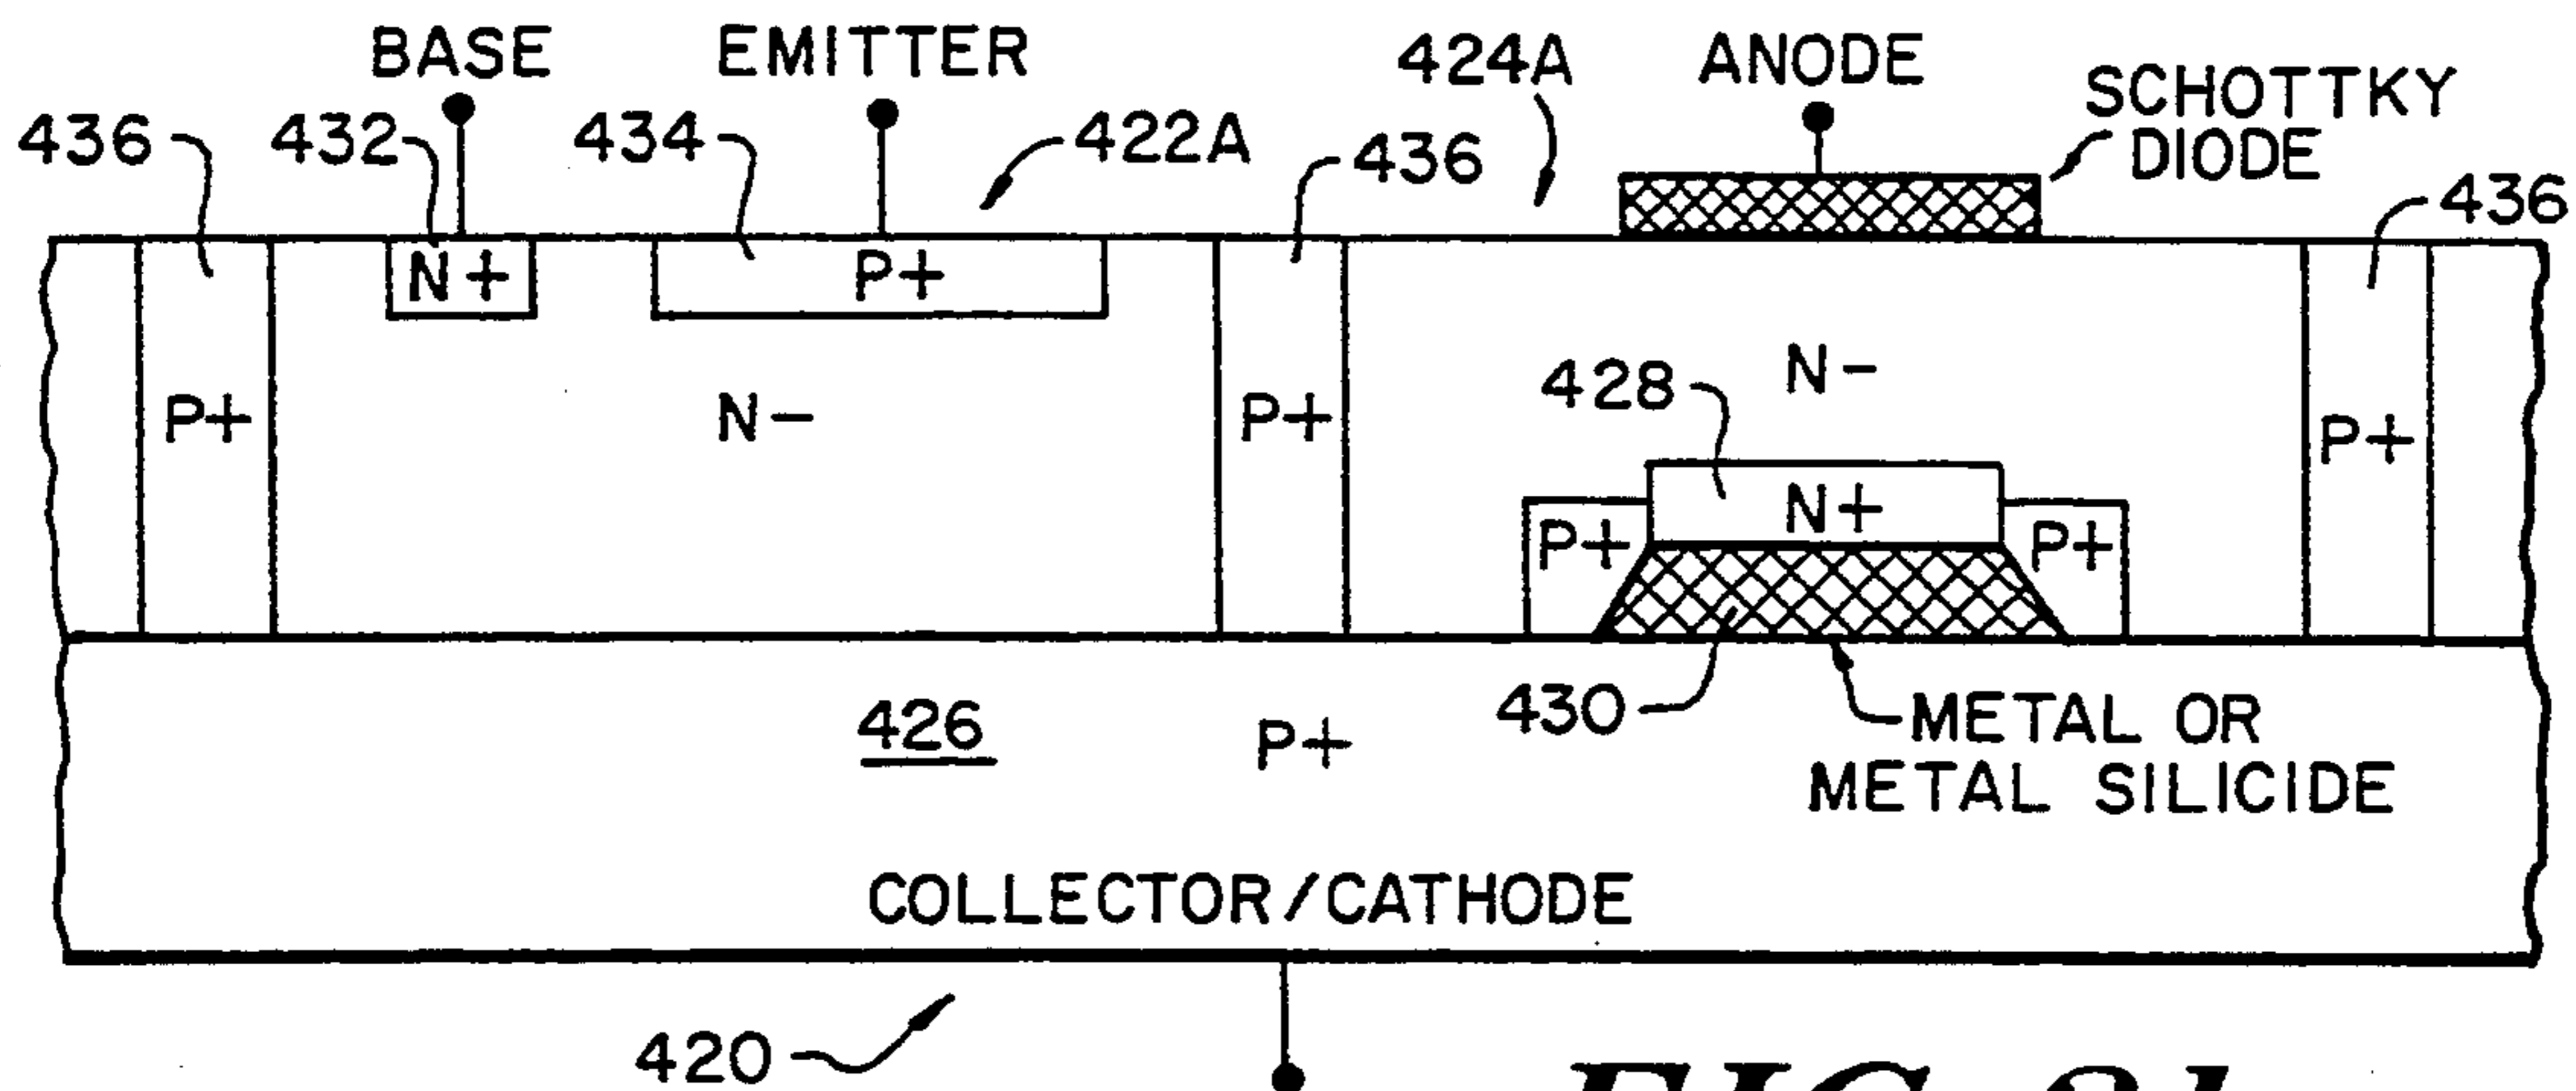 BASE
EMITTER
424A
ANODE
SCHOTTKY
DIODE
436
432
434
422A
436
436
N+
P+
P+
N-
P+
428
N-
P+
N+
P+
P+
426
P+
430
METAL OR
METAL SILICIDE
COLLECTOR/CATHODE
420